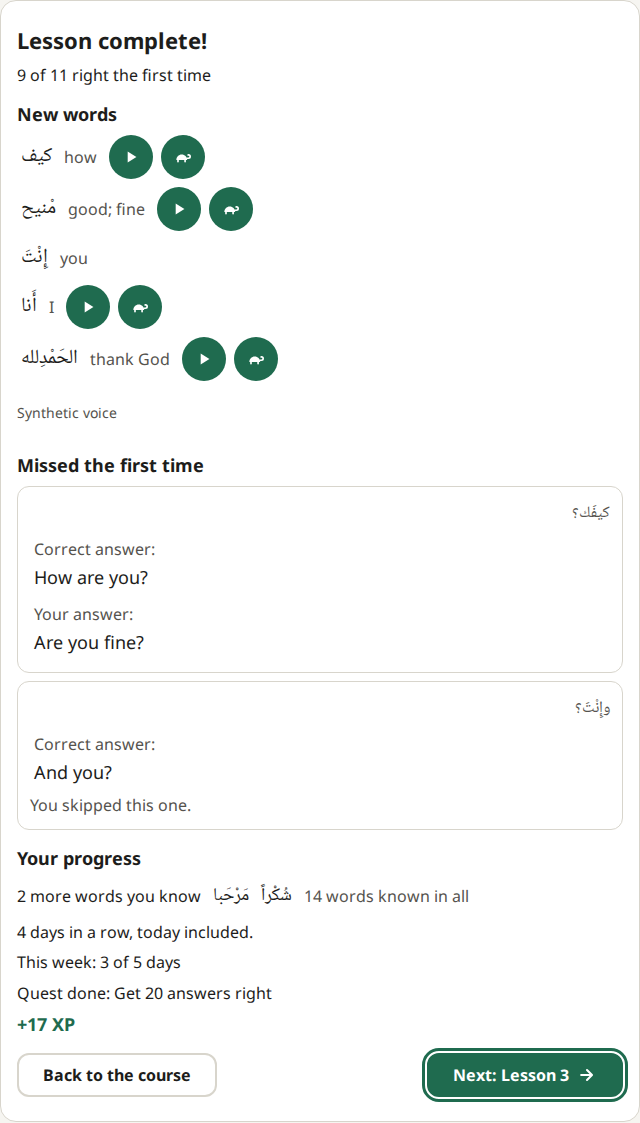 Lesson complete!
9 of 11 right the first time
New words
كيف how
مْنيح good; fine
إِنْتَ you
أَنا I
الحَمْدِلله thank God
Synthetic voice
Missed the first time
كيفَك؟
Correct answer:
How are you?
Your answer:
Are you fine?
وإِنْتَ؟
Correct answer:
And you?
You skipped this one.
Your progress
2 more words you know مَرْحَبا شُكْراً 14 words known in all
4 days in a row, today included.
This week: 3 of 5 days
Quest done: Get 20 answers right
+17 XP
Back to the course
Next: Lesson 3 →